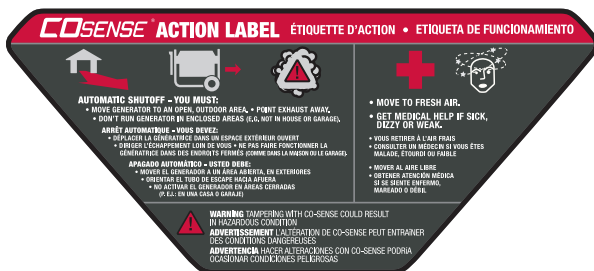 COSENSE® ACTION LABEL ÉTIQUETTE D'ACTION • ETIQUETA DE FUNCIONAMIENTO
AUTOMATIC SHUTOFF - YOU MUST:
• MOVE GENERATOR TO AN OPEN, OUTDOOR AREA. • POINT EXHAUST AWAY.
• DON'T RUN GENERATOR IN ENCLOSED AREAS (E,G, NOT IN HOUSE OR GARAGE).
ARRÊT AUTOMATIQUE - VOUS DEVEZ:
• DÉPLACER LA GÉNÉRATRICE DANS UN ESPACE EXTÉRIEUR OUVERT
• DIRIGER L'ÉCHAPPEMENT LOIN DE VOUS • NE PAS FAIRE FONCTIONNER LA
GÉNÉRATRICE DANS DES ENDROITS FERMÉS (COMME DANS LA MAISON OU LE GARAGE).
APAGADO AUTOMÁTICO - USTED DEBE:
• MOVER EL GENERADOR A UN ÁREA ABIERTA, EN EXTERIORES
• ORIENTAR EL TUBO DE ESCAPE HACIA AFUERA
• NO ACTIVAR EL GENERADOR EN ÁREAS CERRADAS
(P. EJ.: EN UNA CASA O GARAJE)
• MOVE TO FRESH AIR.
• GET MEDICAL HELP IF SICK,
DIZZY OR WEAK.
• VOUS RETIRER À L'AIR FRAIS
• CONSULTER UN MÉDECIN SI VOUS ÊTES
MALADE, ÉTOURDI OU FAIBLE
• MOVER AL AIRE LIBRE
• OBTENER ATENCIÓN MÉDICA
SI SE SIENTE ENFERMO,
MAREADO O DÉBIL
WARNING TAMPERING WITH CO-SENSE COULD RESULT
IN HAZARDOUS CONDITION
ADVERTISSEMENT L'ALTÉRATION DE CO-SENSE PEUT ENTRAÎNER
DES CONDITIONS DANGEREUSES
ADVERTENCIA HACER ALTERACIONES CON CO-SENSE PODRÍA
OCASIONAR CONDICIONES PELIGROSAS